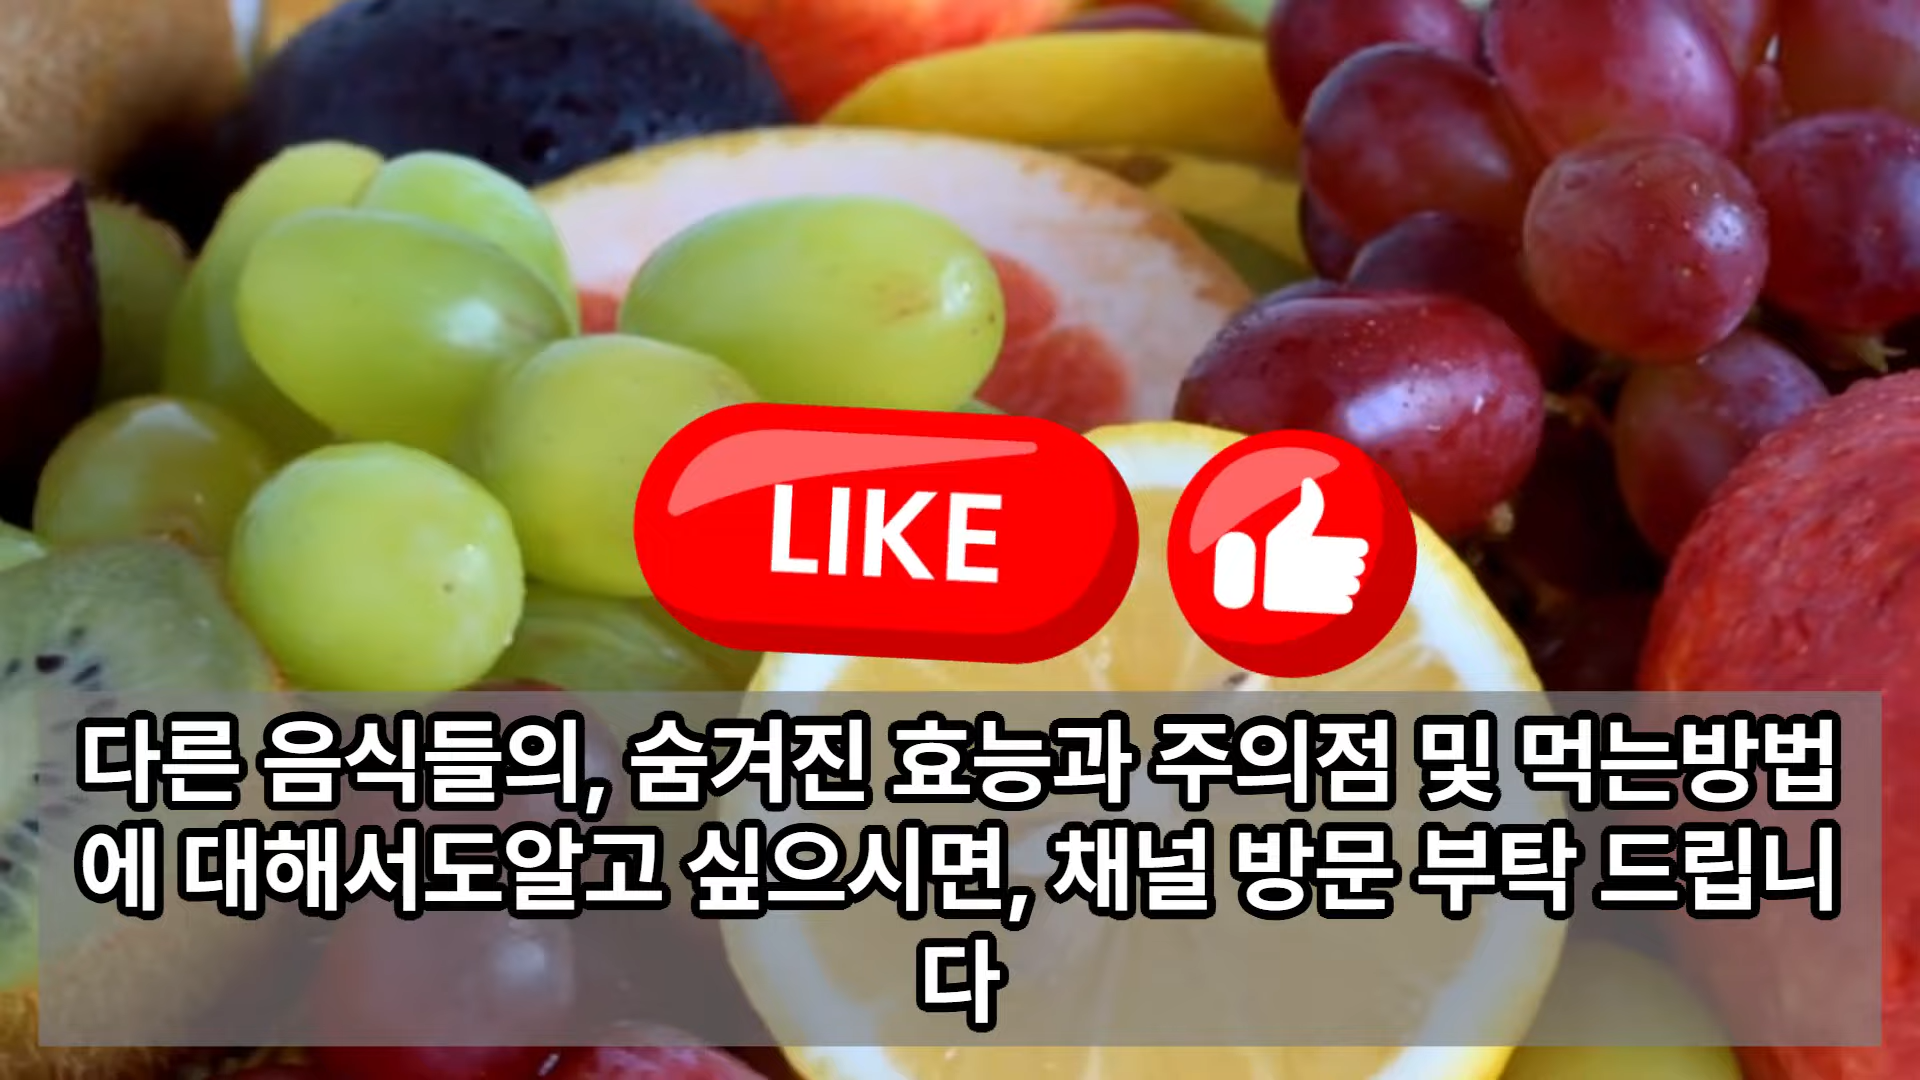 LIKE
다른 음식들의, 숨겨진 효능과 주의점 및 먹는방법
에 대해서도알고 싶으시면, 채널 방문 부탁 드립니
다